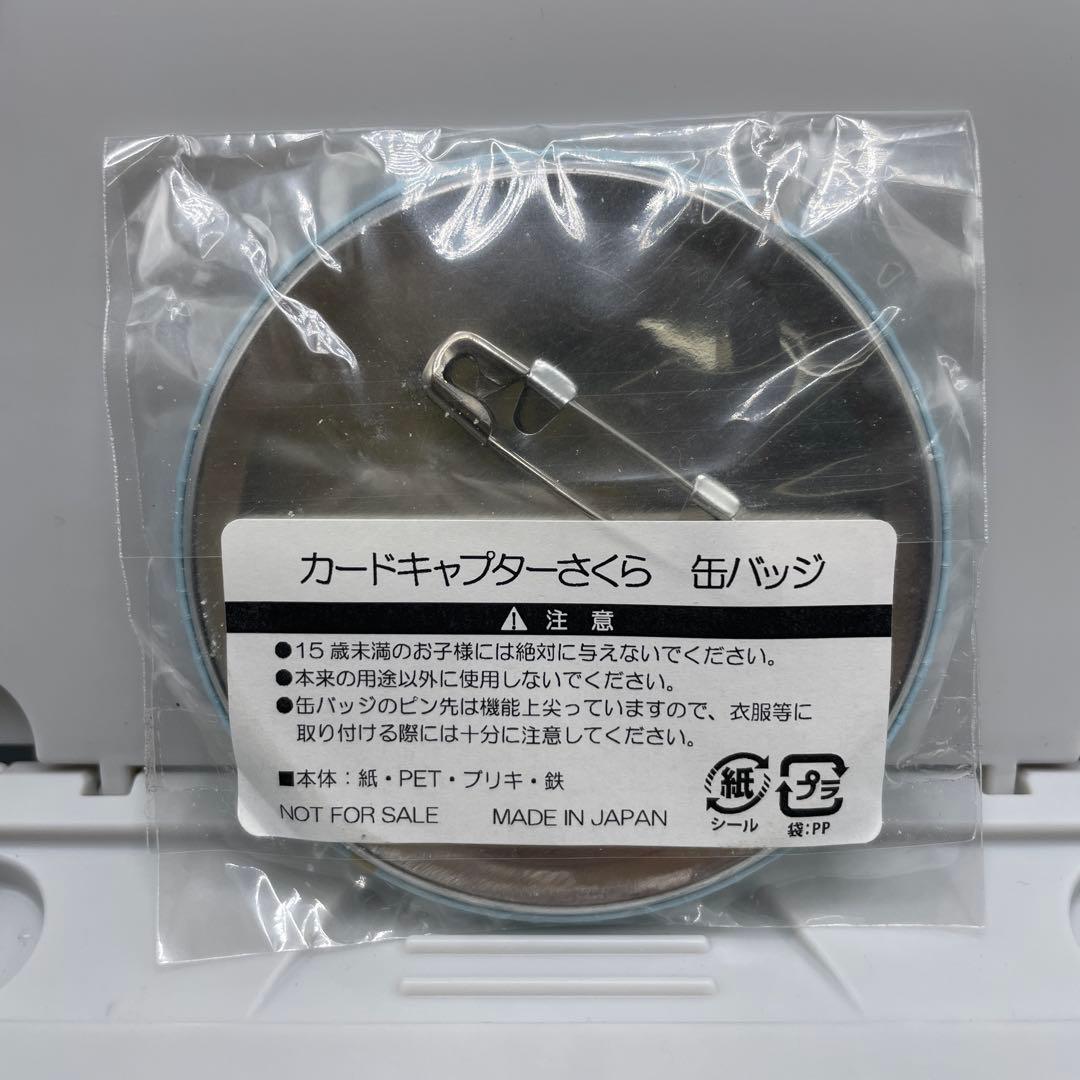 カードキャプターさくら　缶バッジ
⚠ 注意
●15歳未満のお子様には絶対に与えないでください。
●本来の用途以外に使用しないでください。
●缶バッジのピン先は機能上尖っていますので、衣服等に
取り付ける際には十分に注意してください。
■本体：紙・PET・ブリキ・鉄
NOT FOR SALE　MADE IN JAPAN
紙 プラ
シール 袋:PP